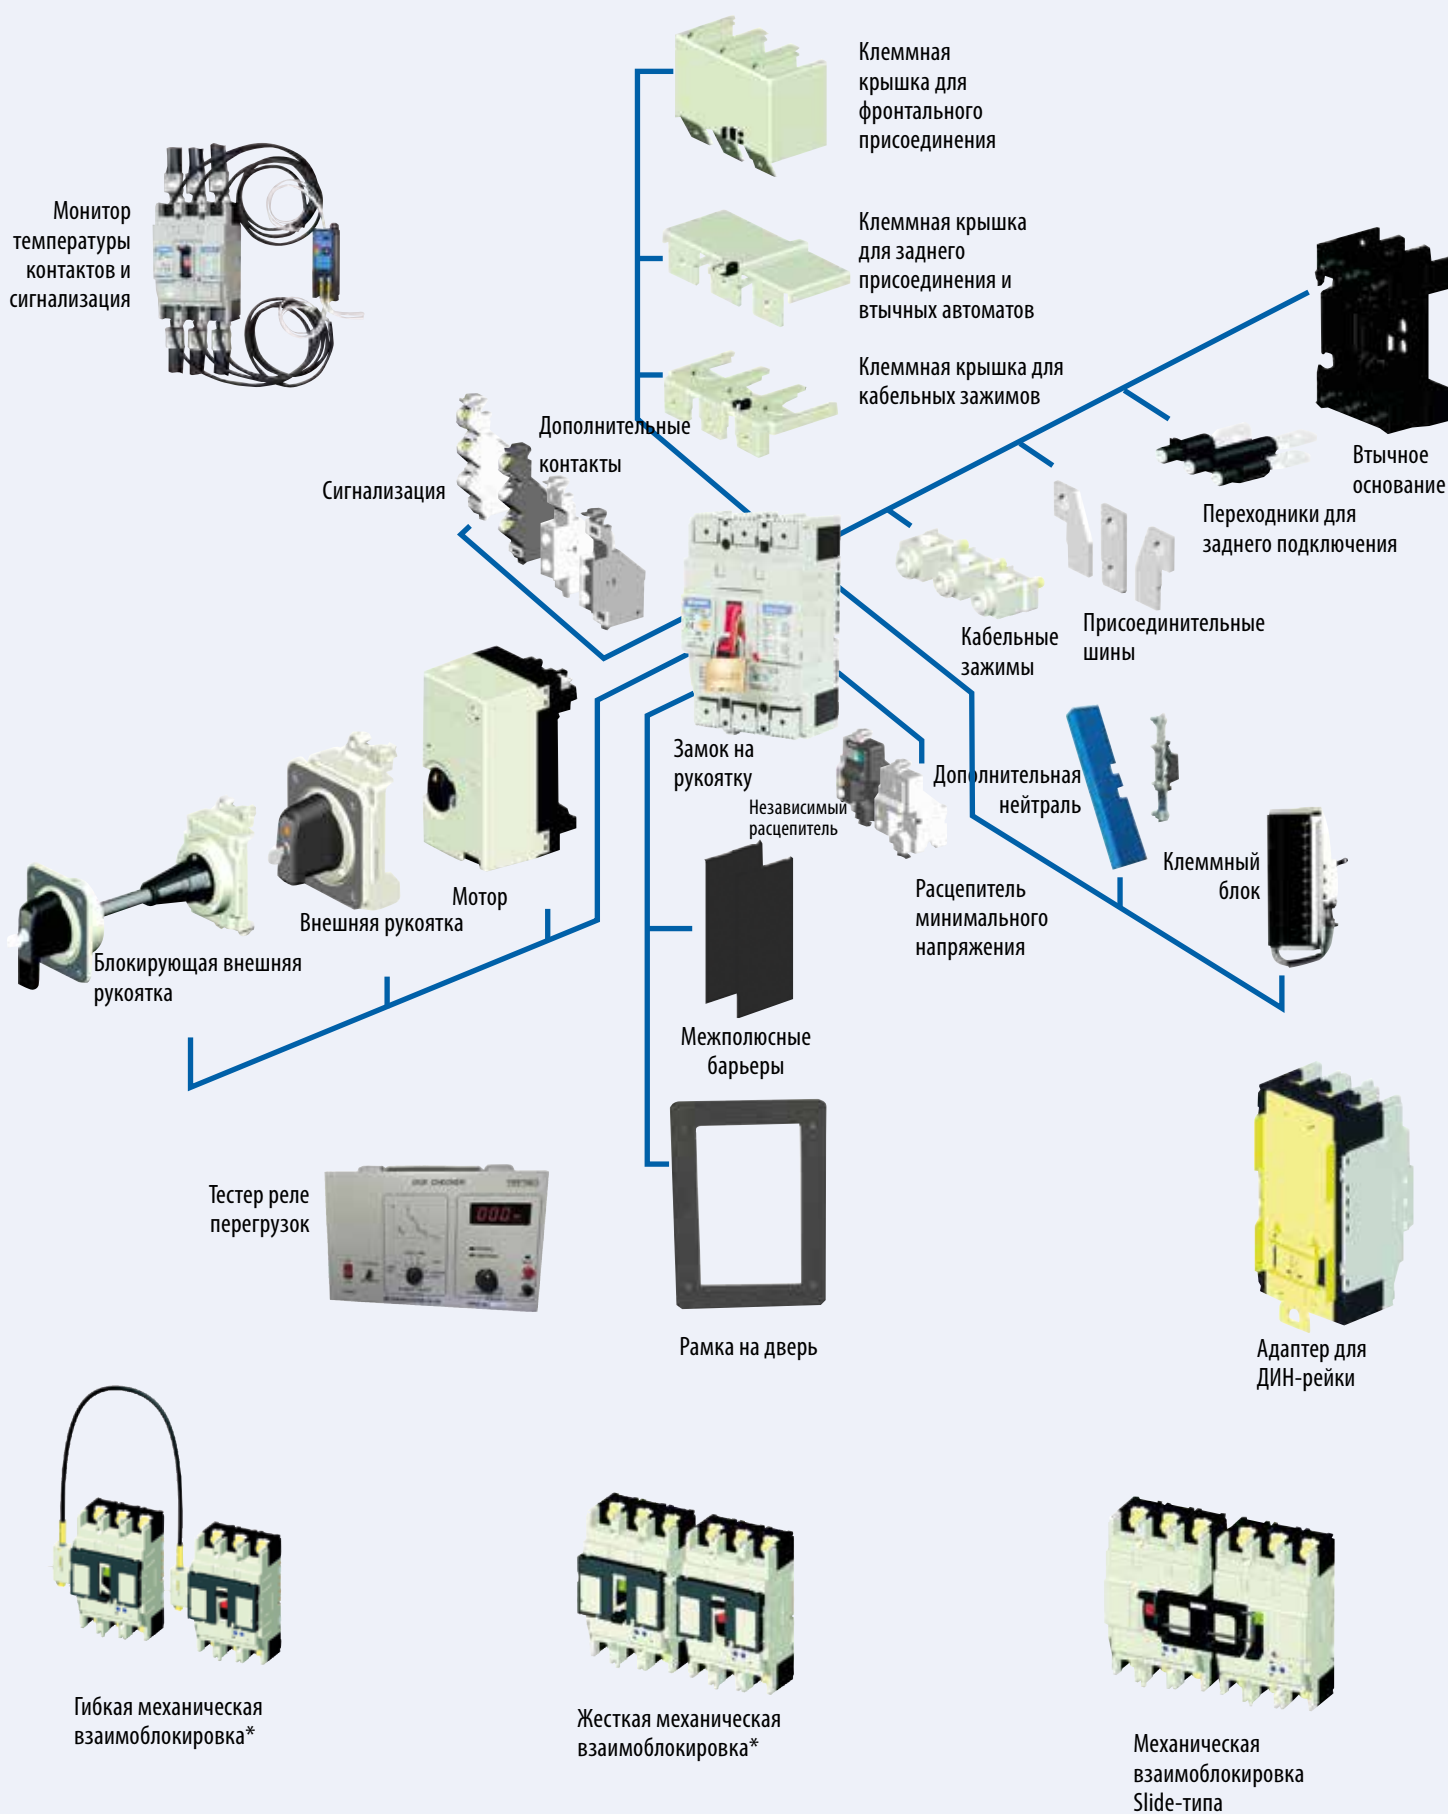 Клеммная
крышка для
фронтального
присоединения
Монитор
температуры
контактов и
сигнализация
Клеммная крышка
для заднего
присоединения и
втычных автоматов
Клеммная крышка для
кабельных зажимов
Дополнительные
контакты
Сигнализация
Втычное
основание
Переходники для
заднего подключения
Присоединительные
шины
Кабельные
зажимы
Замок на
рукоятку
Независимый
расцепитель
Дополнительная
нейтраль
Клеммный
блок
Расцепитель
минимального
напряжения
Мотор
Внешняя рукоятка
Блокирующая внешняя
рукоятка
Межполюсные
барьеры
Тестер реле
перегрузок
OCR CHECKER
000
Рамка на дверь
Адаптер для
ДИН-рейки
Гибкая механическая
взаимоблокировка*
Жесткая механическая
взаимоблокировка*
Механическая
взаимоблокировка
Slide-типа